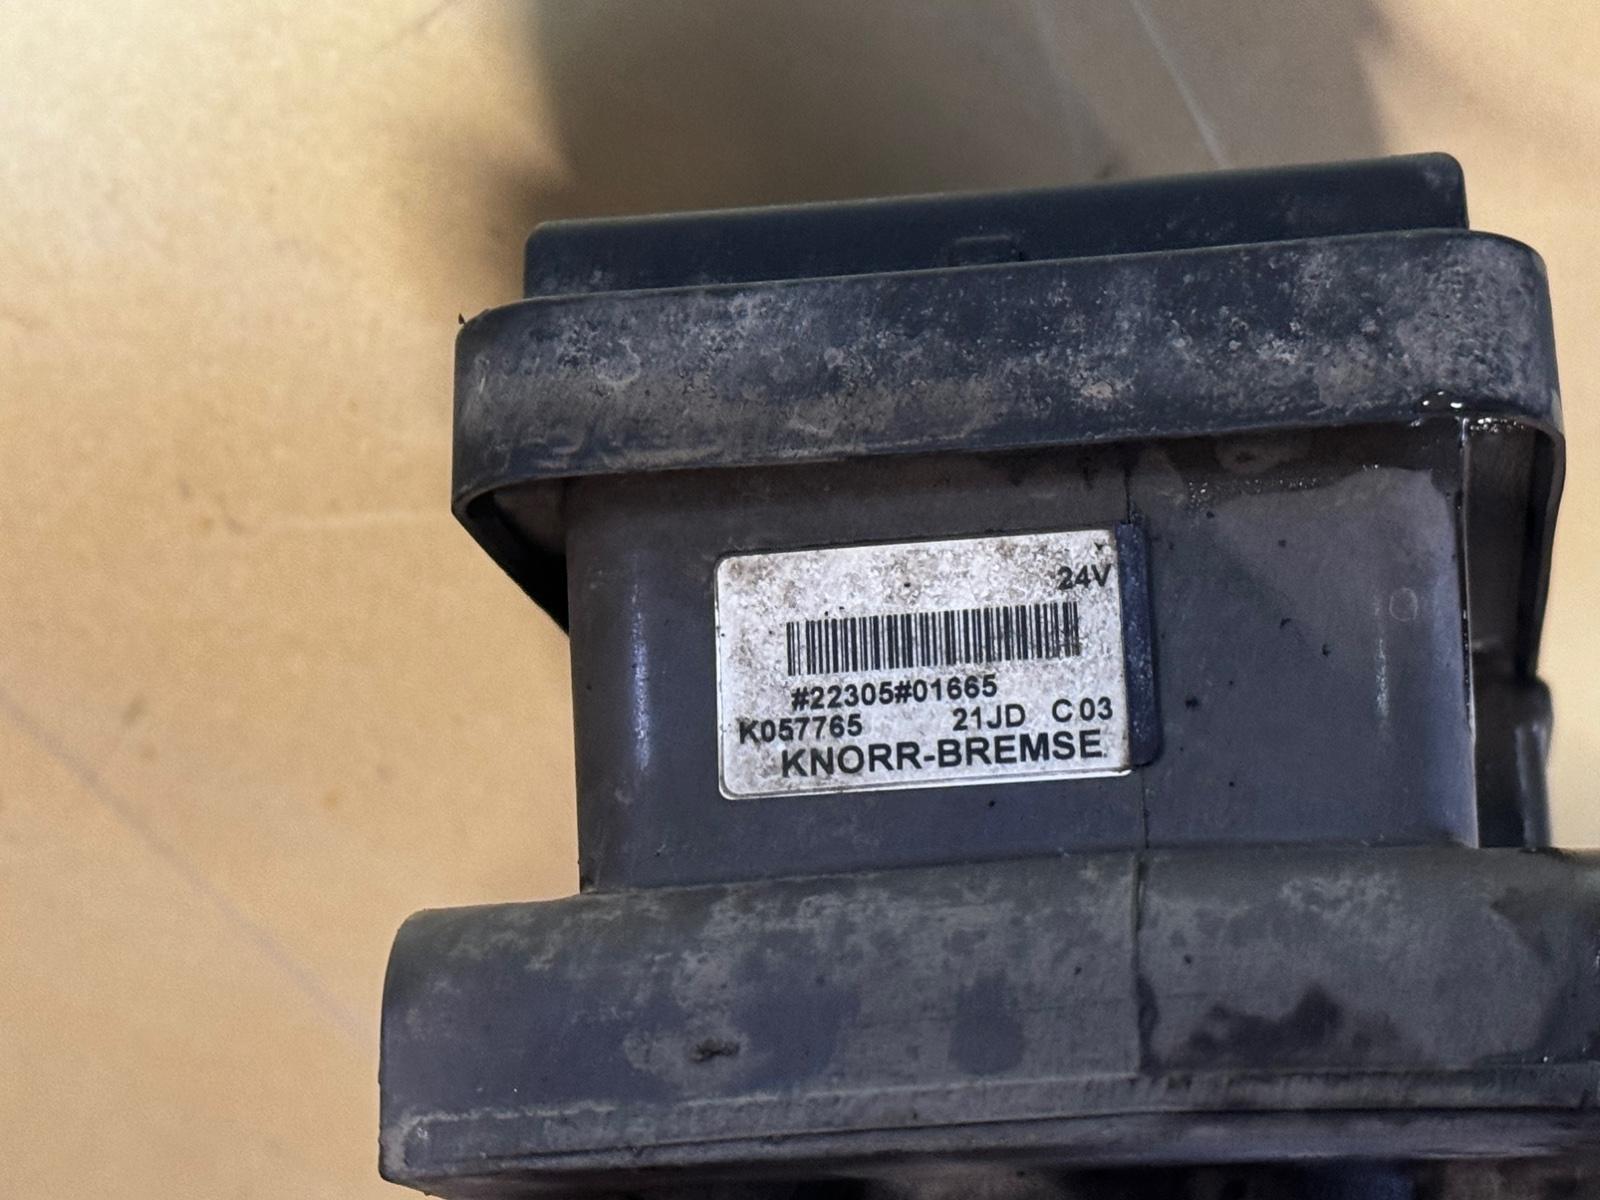 24V
#22305#01665
K057765 21JD C03
KNORR-BREMSE